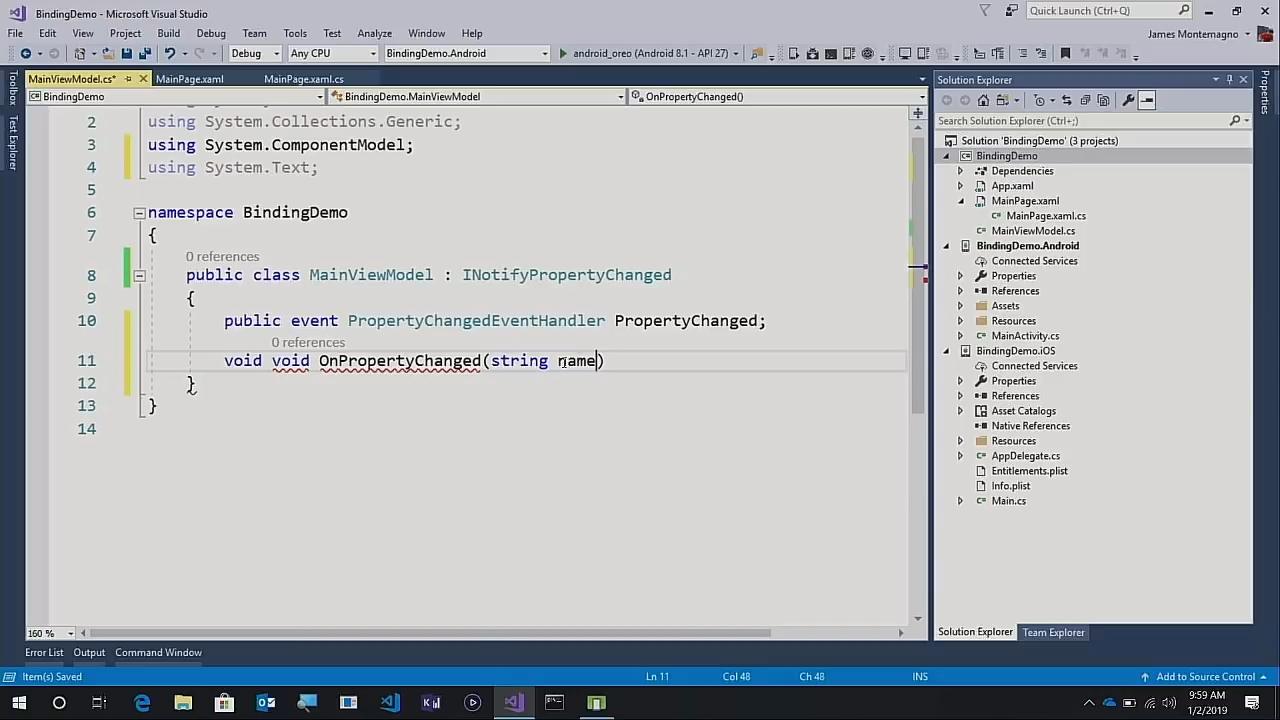 BindingDemo - Microsoft Visual Studio
Quick Launch (Ctrl+Q)
File Edit View Project Build Debug Team Tools Test Analyze Window Help
James Montemagno
Debug Any CPU BindingDemo.Android android_oreo (Android 8.1 - API 27)
Toolbox
Test Explorer
MainViewModel.cs* MainPage.xaml MainPage.xaml.cs
BindingDemo BindingDemo.MainViewModel OnPropertyChanged()
2 using System.Collections.Generic;
3 using System.ComponentModel;
4 using System.Text;
5
6 namespace BindingDemo
7 {
0 references
8 public class MainViewModel : INotifyPropertyChanged
9 {
10 public event PropertyChangedEventHandler PropertyChanged;
0 references
11 void void OnPropertyChanged(string name)
12 }
13 }
14
160 %
Solution Explorer
Search Solution Explorer (Ctrl+;)
Solution 'BindingDemo' (3 projects)
BindingDemo
Dependencies
App.xaml
MainPage.xaml
MainPage.xaml.cs
MainViewModel.cs
BindingDemo.Android
Connected Services
Properties
References
Assets
Resources
MainActivity.cs
BindingDemo.iOS
Connected Services
Properties
References
Asset Catalogs
Native References
Resources
AppDelegate.cs
Entitlements.plist
Info.plist
Main.cs
Solution Explorer Team Explorer
Properties
Error List Output Command Window
Item(s) Saved Ln 11 Col 48 Ch 48 INS Add to Source Control
9:59 AM
1/2/2019